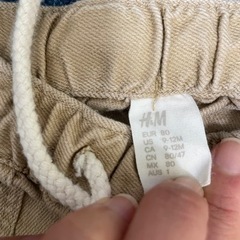 H&M
EUR 80
US 9-12M
CA 9-12M
CN 80/47
MX 80
AUS 1